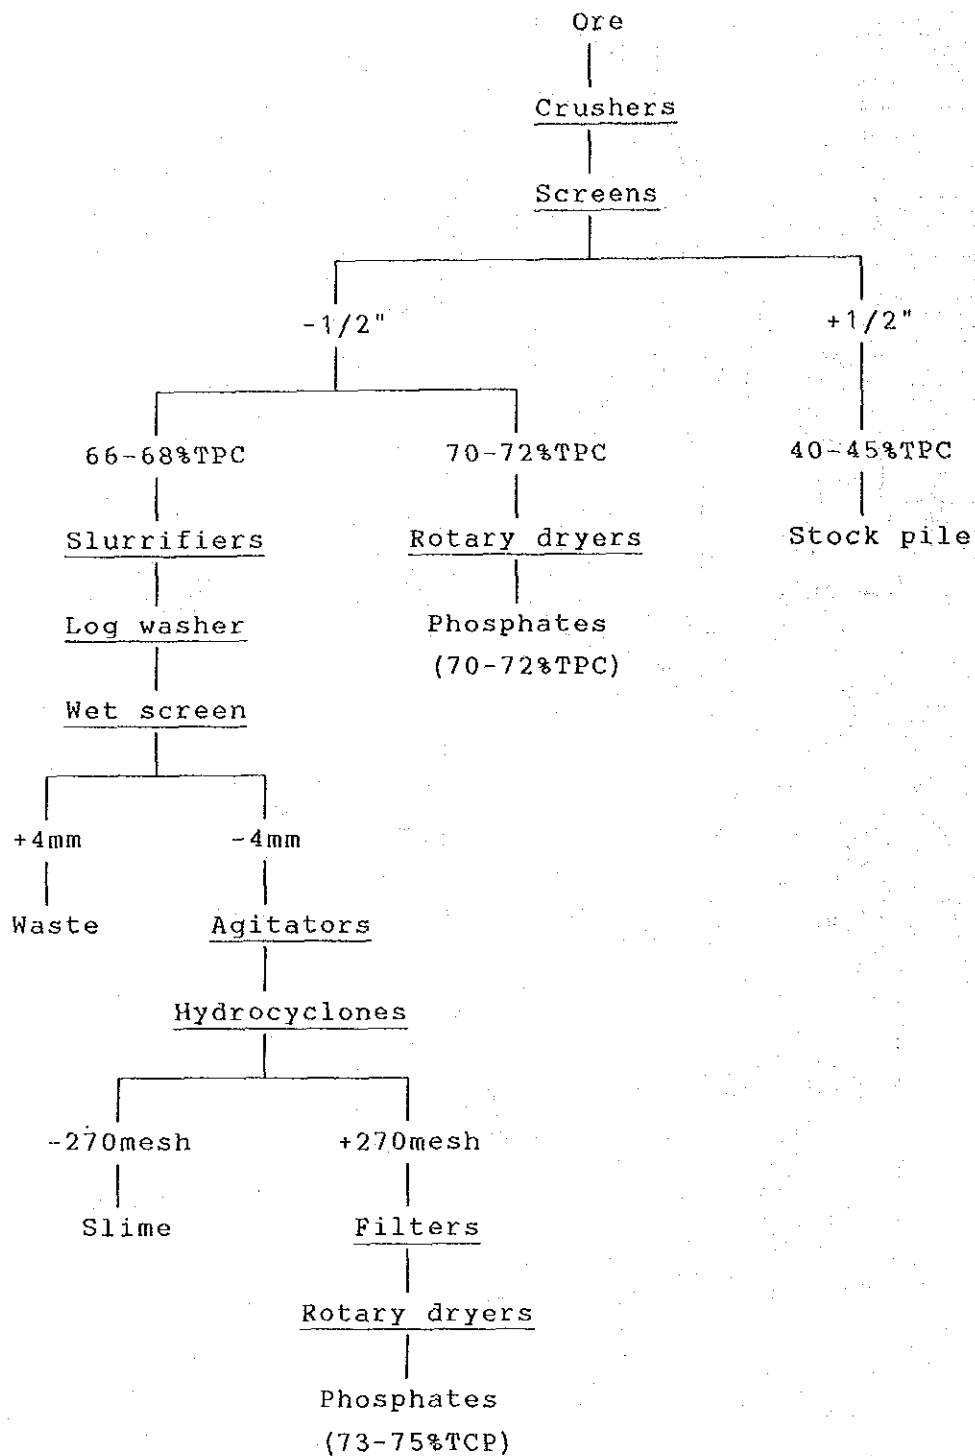 Ore
Crushers
Screens
-1/2"
+1/2"
66-68%TPC
70-72%TPC
40-45%TPC
Slurrifiers
Rotary dryers
Stock pile
Log washer
Phosphates
(70-72%TPC)
Wet screen
+4mm
-4mm
Waste
Agitators
Hydrocyclones
-270mesh
+270mesh
Slime
Filters
Rotary dryers
Phosphates
(73-75%TCP)